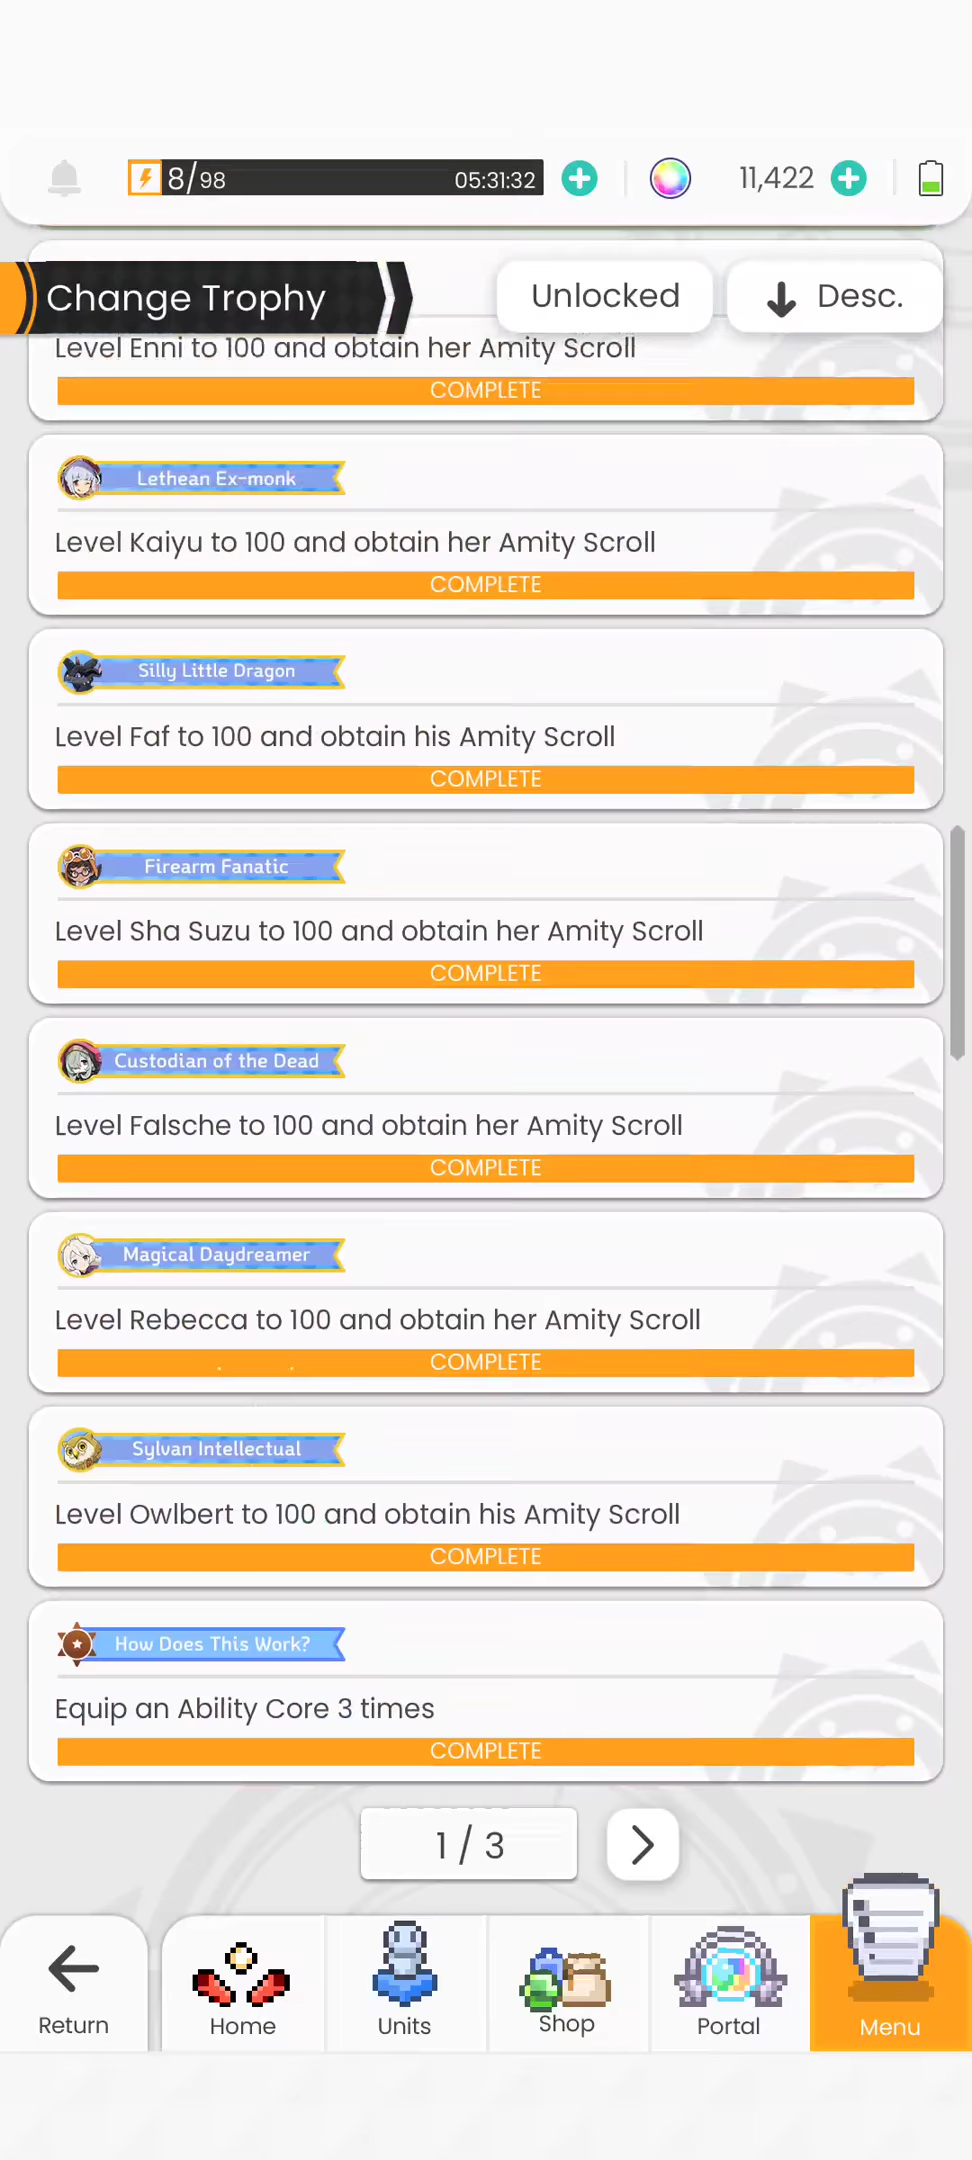 8/98 05:31:32 11,422
Change Trophy Unlocked Desc.
Level Enni to 100 and obtain her Amity Scroll
COMPLETE
Lethean Ex-monk
Level Kaiyu to 100 and obtain her Amity Scroll
COMPLETE
Silly Little Dragon
Level Faf to 100 and obtain his Amity Scroll
COMPLETE
Firearm Fanatic
Level Sha Suzu to 100 and obtain her Amity Scroll
COMPLETE
Custodian of the Dead
Level Falsche to 100 and obtain her Amity Scroll
COMPLETE
Magical Daydreamer
Level Rebecca to 100 and obtain her Amity Scroll
COMPLETE
Sylvan Intellectual
Level Owlbert to 100 and obtain his Amity Scroll
COMPLETE
How Does This Work?
Equip an Ability Core 3 times
COMPLETE
1 / 3
Return Home Units Shop Portal Menu